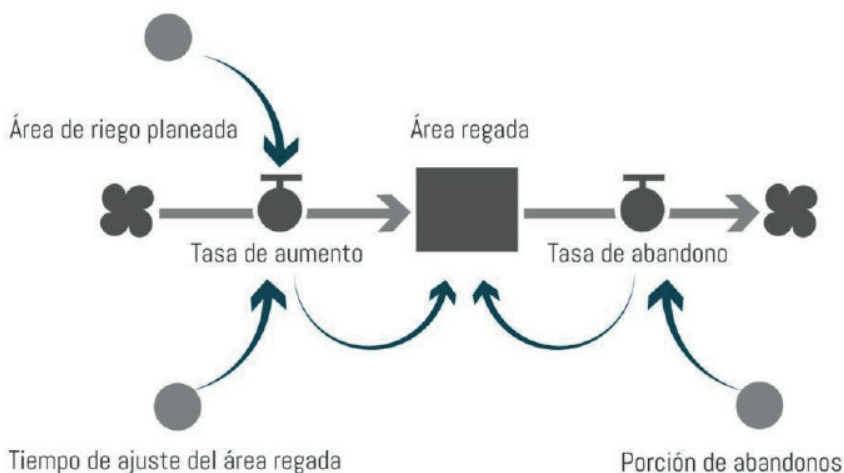 Área de riego planeada
Área regada
Tasa de aumento
Tasa de abandono
Tiempo de ajuste del área regada
Porción de abandonos